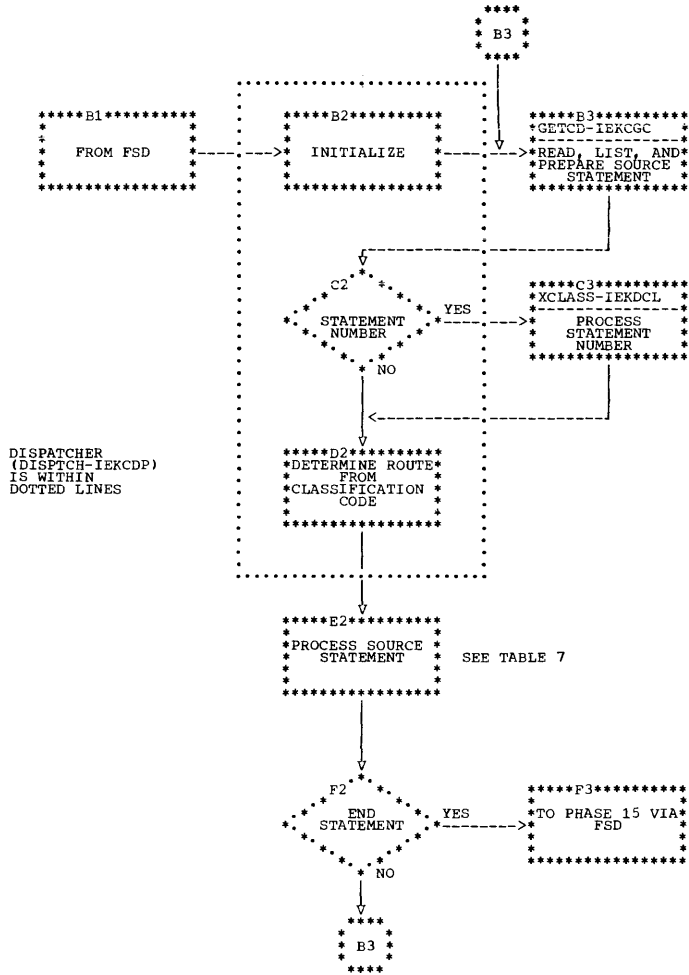 B3
B1
FROM FSD
B2
INITIALIZE
B3
GETCD-IEKCGC
READ, LIST, AND
PREPARE SOURCE
STATEMENT
C2
STATEMENT
NUMBER
YES
NO
C3
XCLASS-IEKDCL
PROCESS
STATEMENT
NUMBER
DISPATCHER
(DISPTCH-IEKCDP)
IS WITHIN
DOTTED LINES
D2
DETERMINE ROUTE
FROM
CLASSIFICATION
CODE
E2
PROCESS SOURCE
STATEMENT
SEE TABLE 7
F2
END
STATEMENT
YES
NO
F3
TO PHASE 15 VIA
FSD
B3